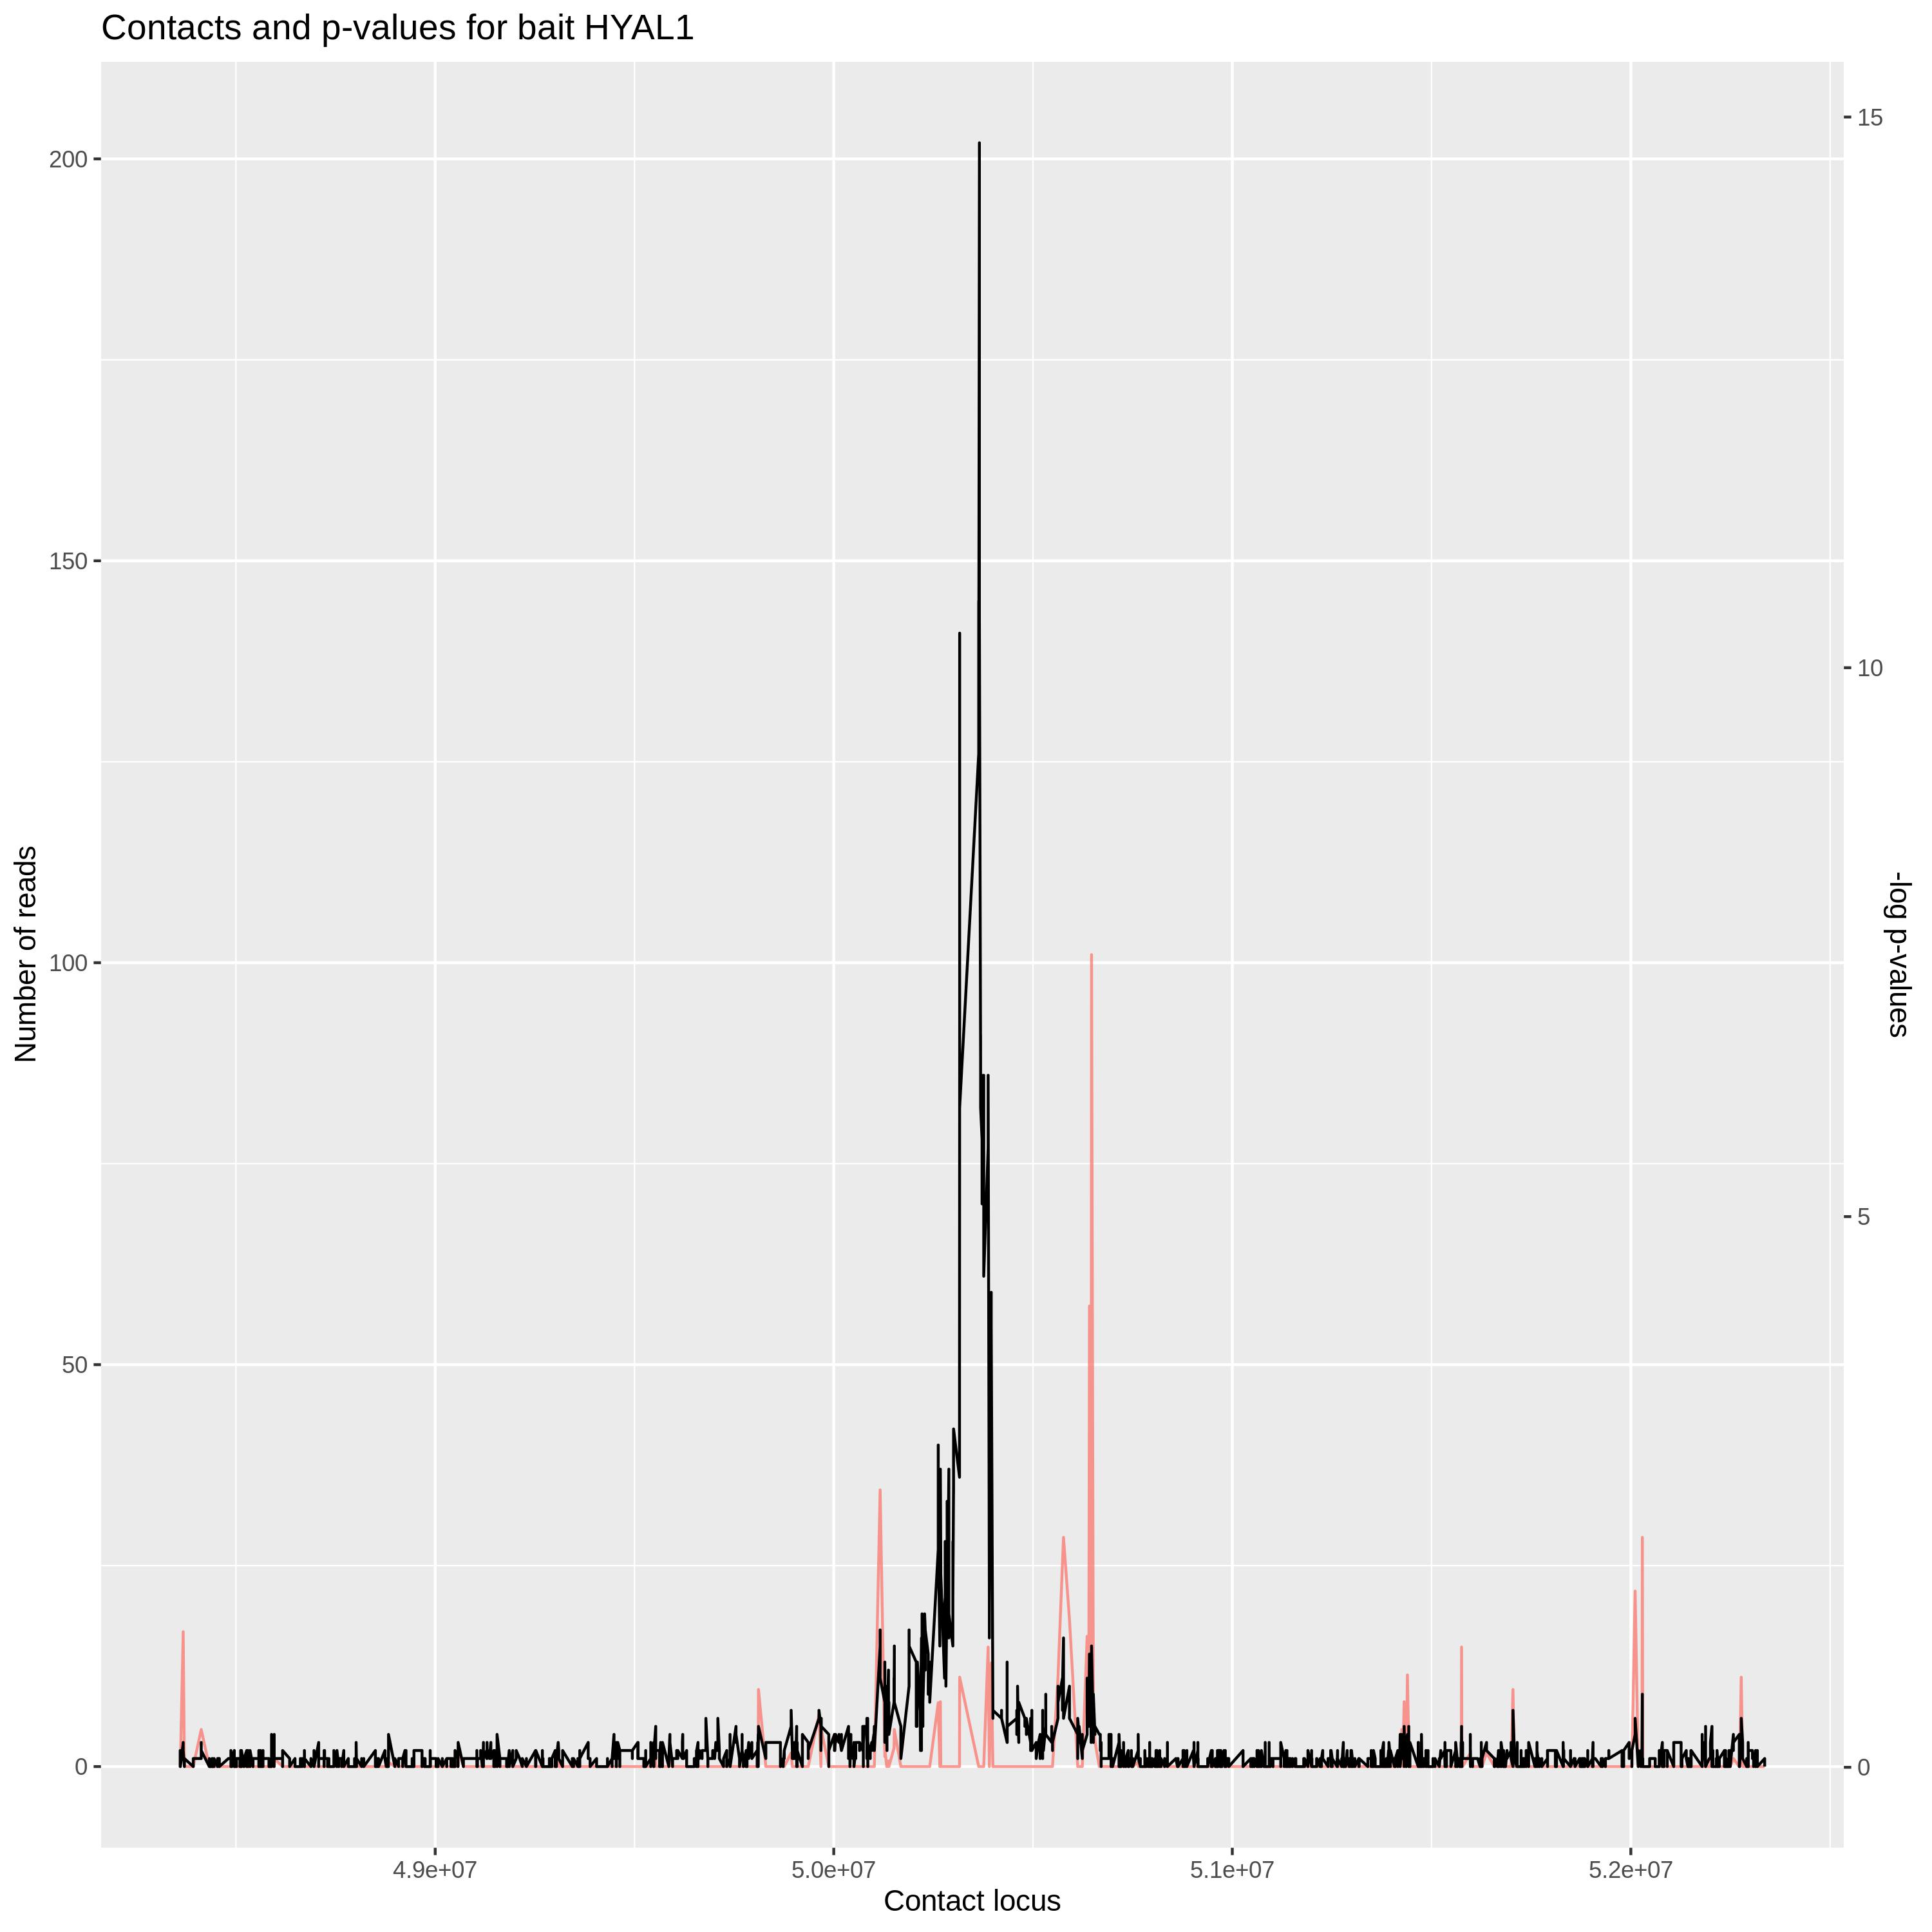 Contacts and p-values for bait HYAL1
200
150
100
50
0
15
10
5
0
Number of reads
-log p-values
4.9e+07
5.0e+07
5.1e+07
5.2e+07
Contact locus